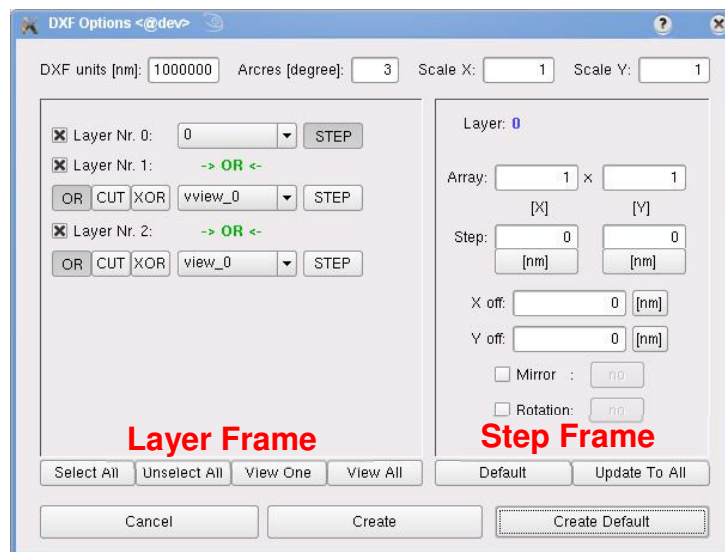 DXF Options <@dev>
DXF units [nm]: 1000000 Arcres [degree]: 3 Scale X: 1 Scale Y: 1
Layer Nr. 0: 0 STEP
Layer Nr. 1: -> OR <-
OR CUT XOR vview_0 STEP
Layer Nr. 2: -> OR <-
OR CUT XOR view_0 STEP
Layer Frame
Select All Unselect All View One View All
Layer: 0
Array: 1 x 1
[X] [Y]
Step: 0 0
[nm] [nm]
X off: 0 [nm]
Y off: 0 [nm]
Mirror : no
Rotation: no
Step Frame
Default Update To All
Cancel Create Create Default